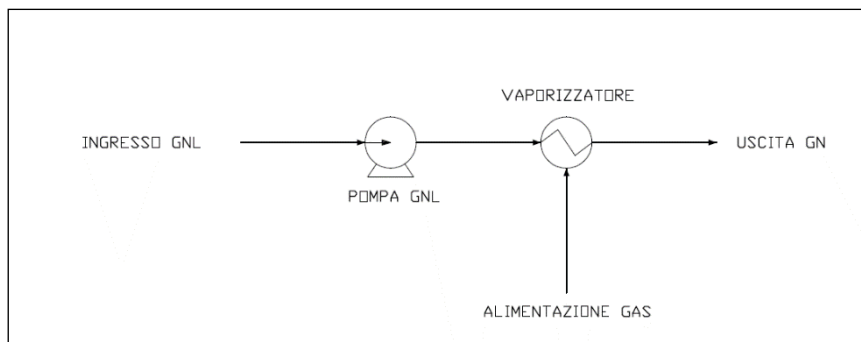 VAPORIZZATORE
INGRESSO GNL
USCITA GN
POMPA GNL
ALIMENTAZIONE GAS